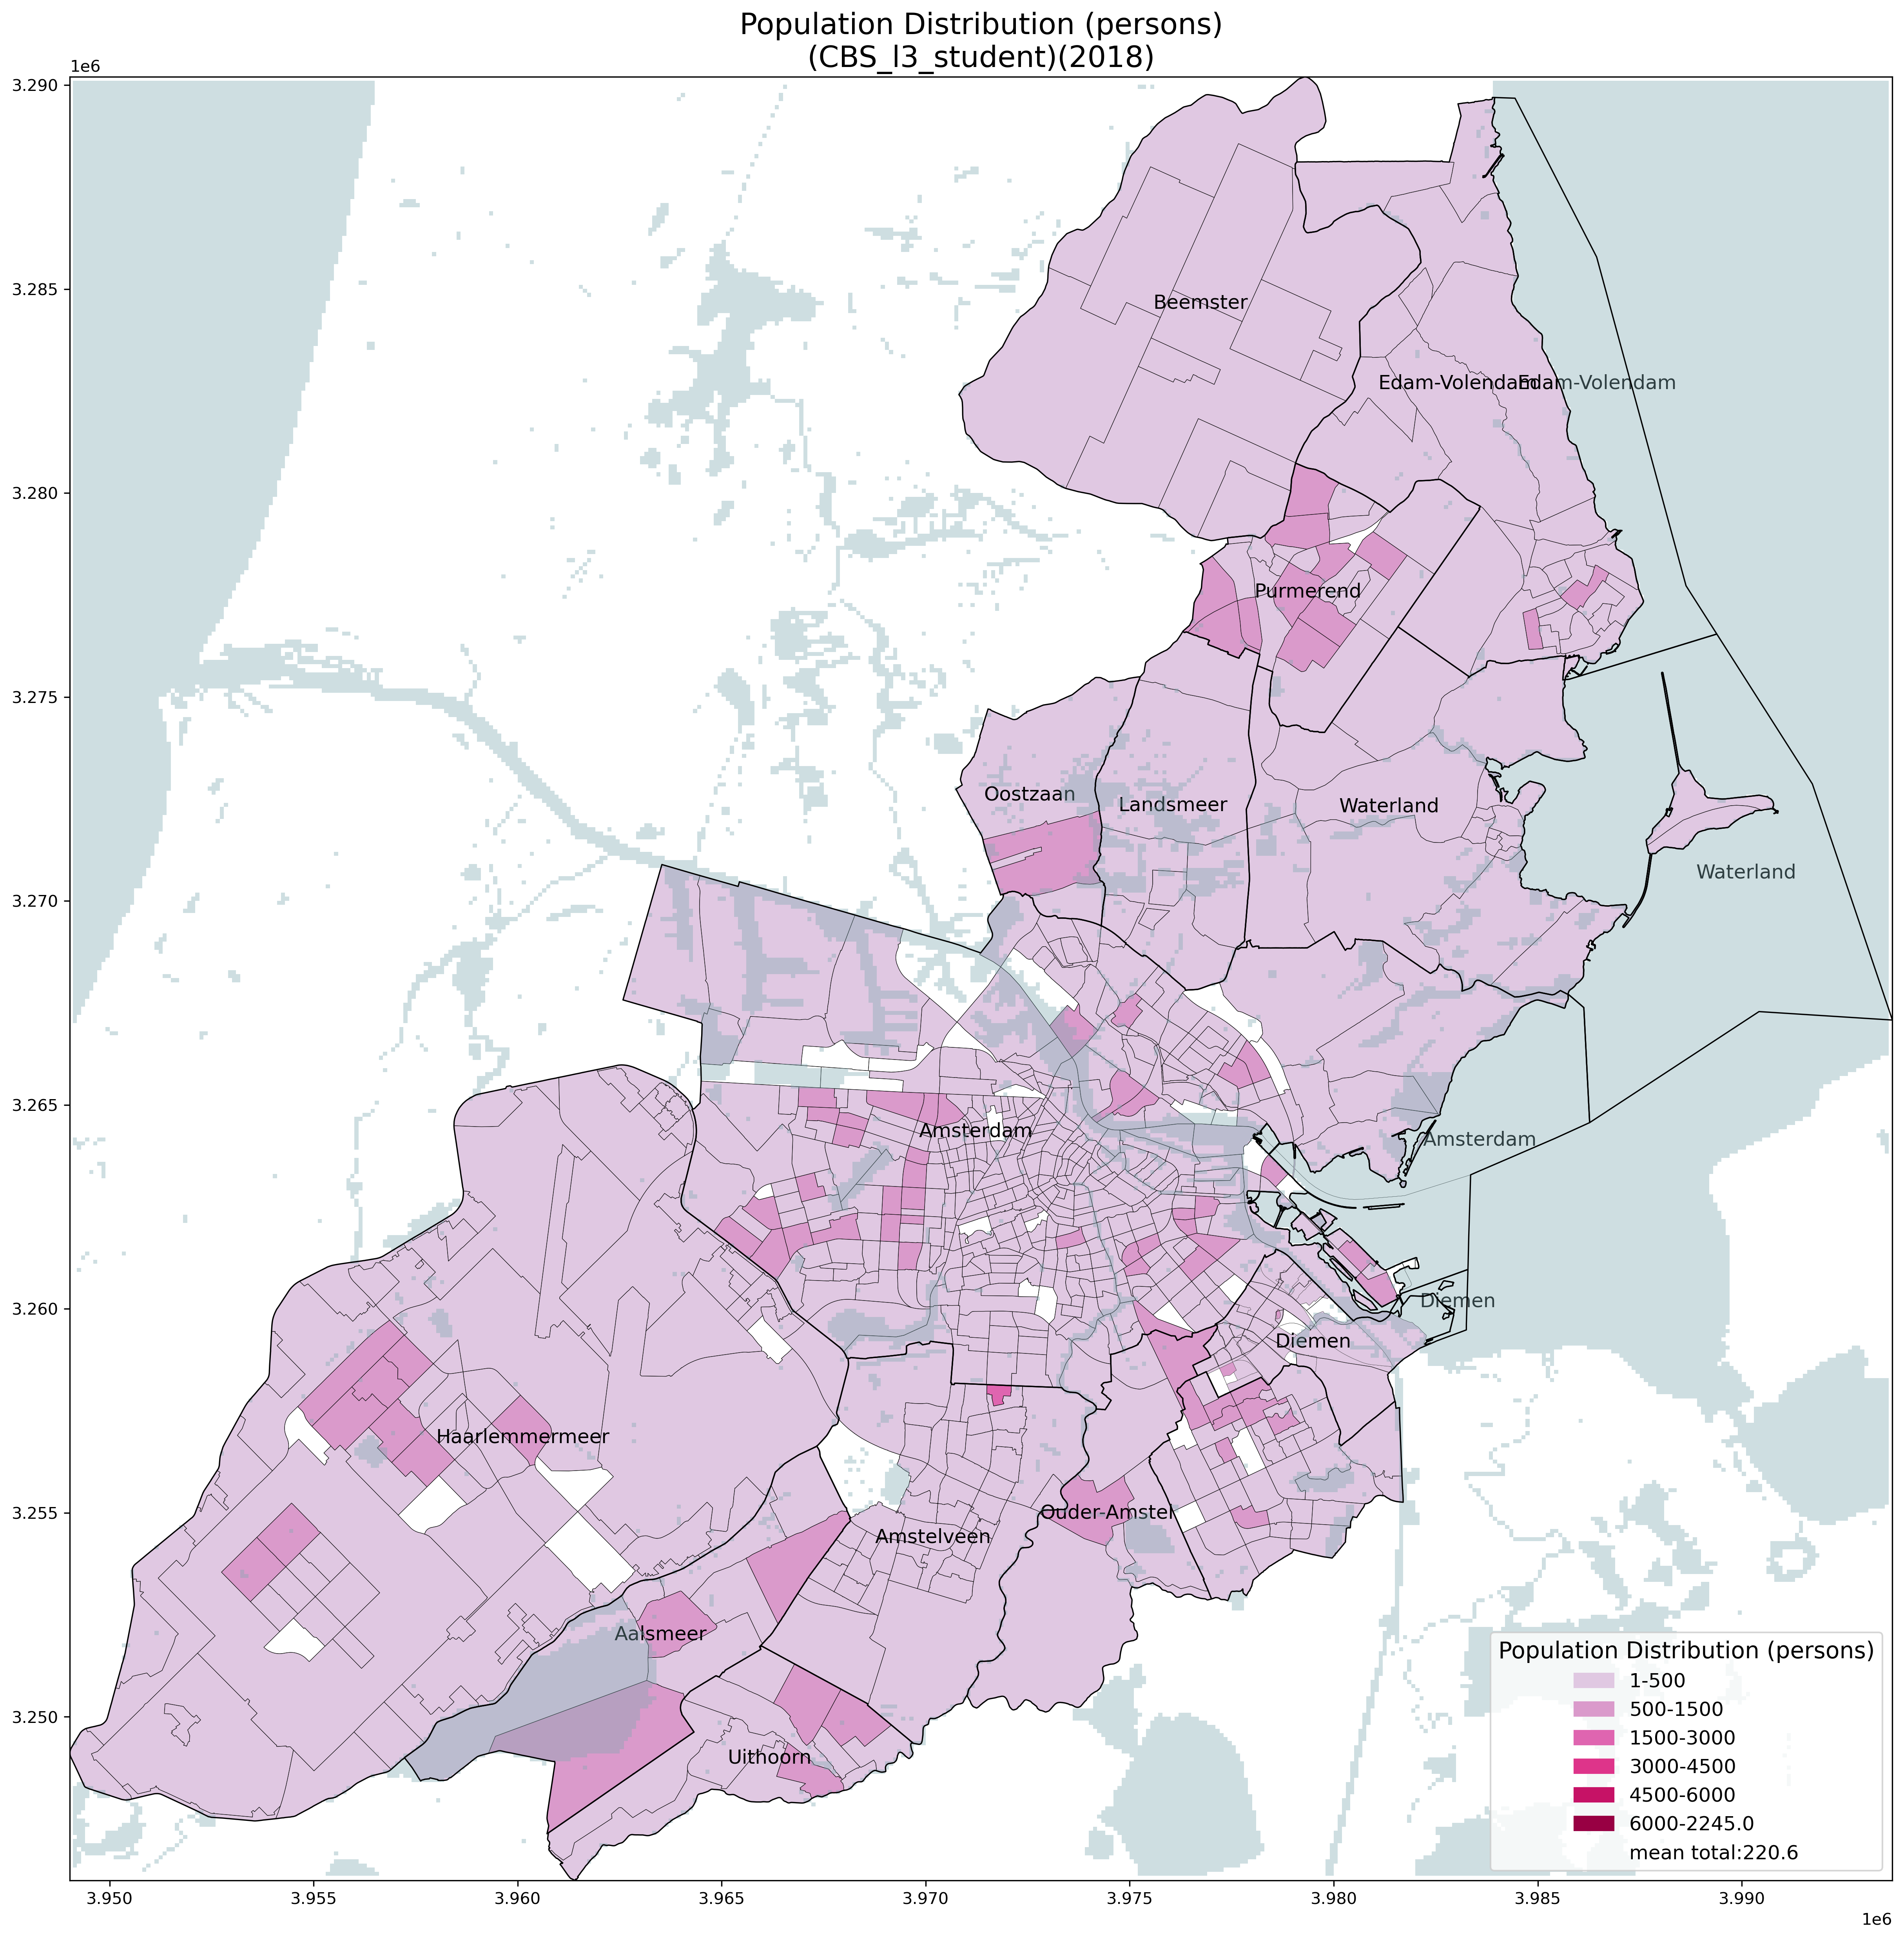 Population Distribution (persons)
(CBS_l3_student)(2018)
1e6
3.290
3.285
3.280
3.275
3.270
3.265
3.260
3.255
3.250
Beemster
Edam-Volendam
Edam-Volendam
Purmerend
Oostzaan
Landsmeer
Waterland
Waterland
Amsterdam
Amsterdam
Diemen
Diemen
Haarlemmermeer
Ouder-Amstel
Amstelveen
Aalsmeer
Uithoorn
Population Distribution (persons)
1-500
500-1500
1500-3000
3000-4500
4500-6000
6000-2245.0
mean total:220.6
3.950
3.955
3.960
3.965
3.970
3.975
3.980
3.985
3.990
1e6